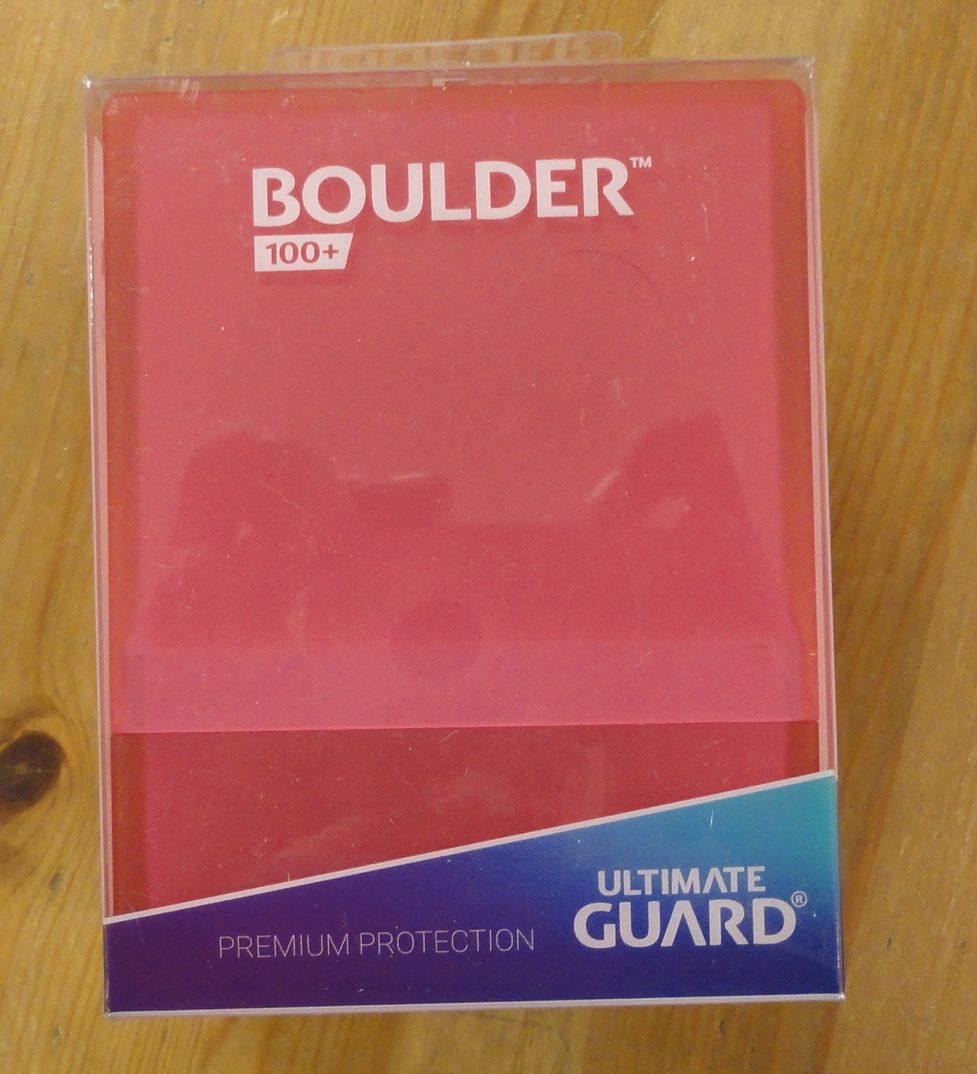 BOULDER™
100+
PREMIUM PROTECTION
ULTIMATE
GUARD®